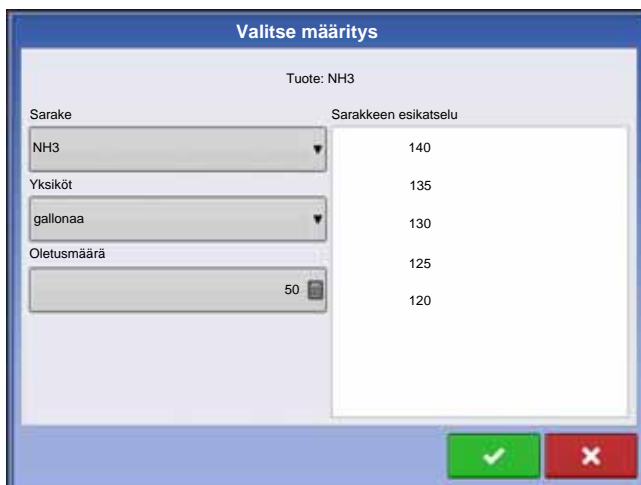 Valitse määritys
Tuote: NH3
Sarake
NH3
Yksiköt
gallonaa
Oletusmäärä
50
Sarakkeen esikatselu
140
135
130
125
120